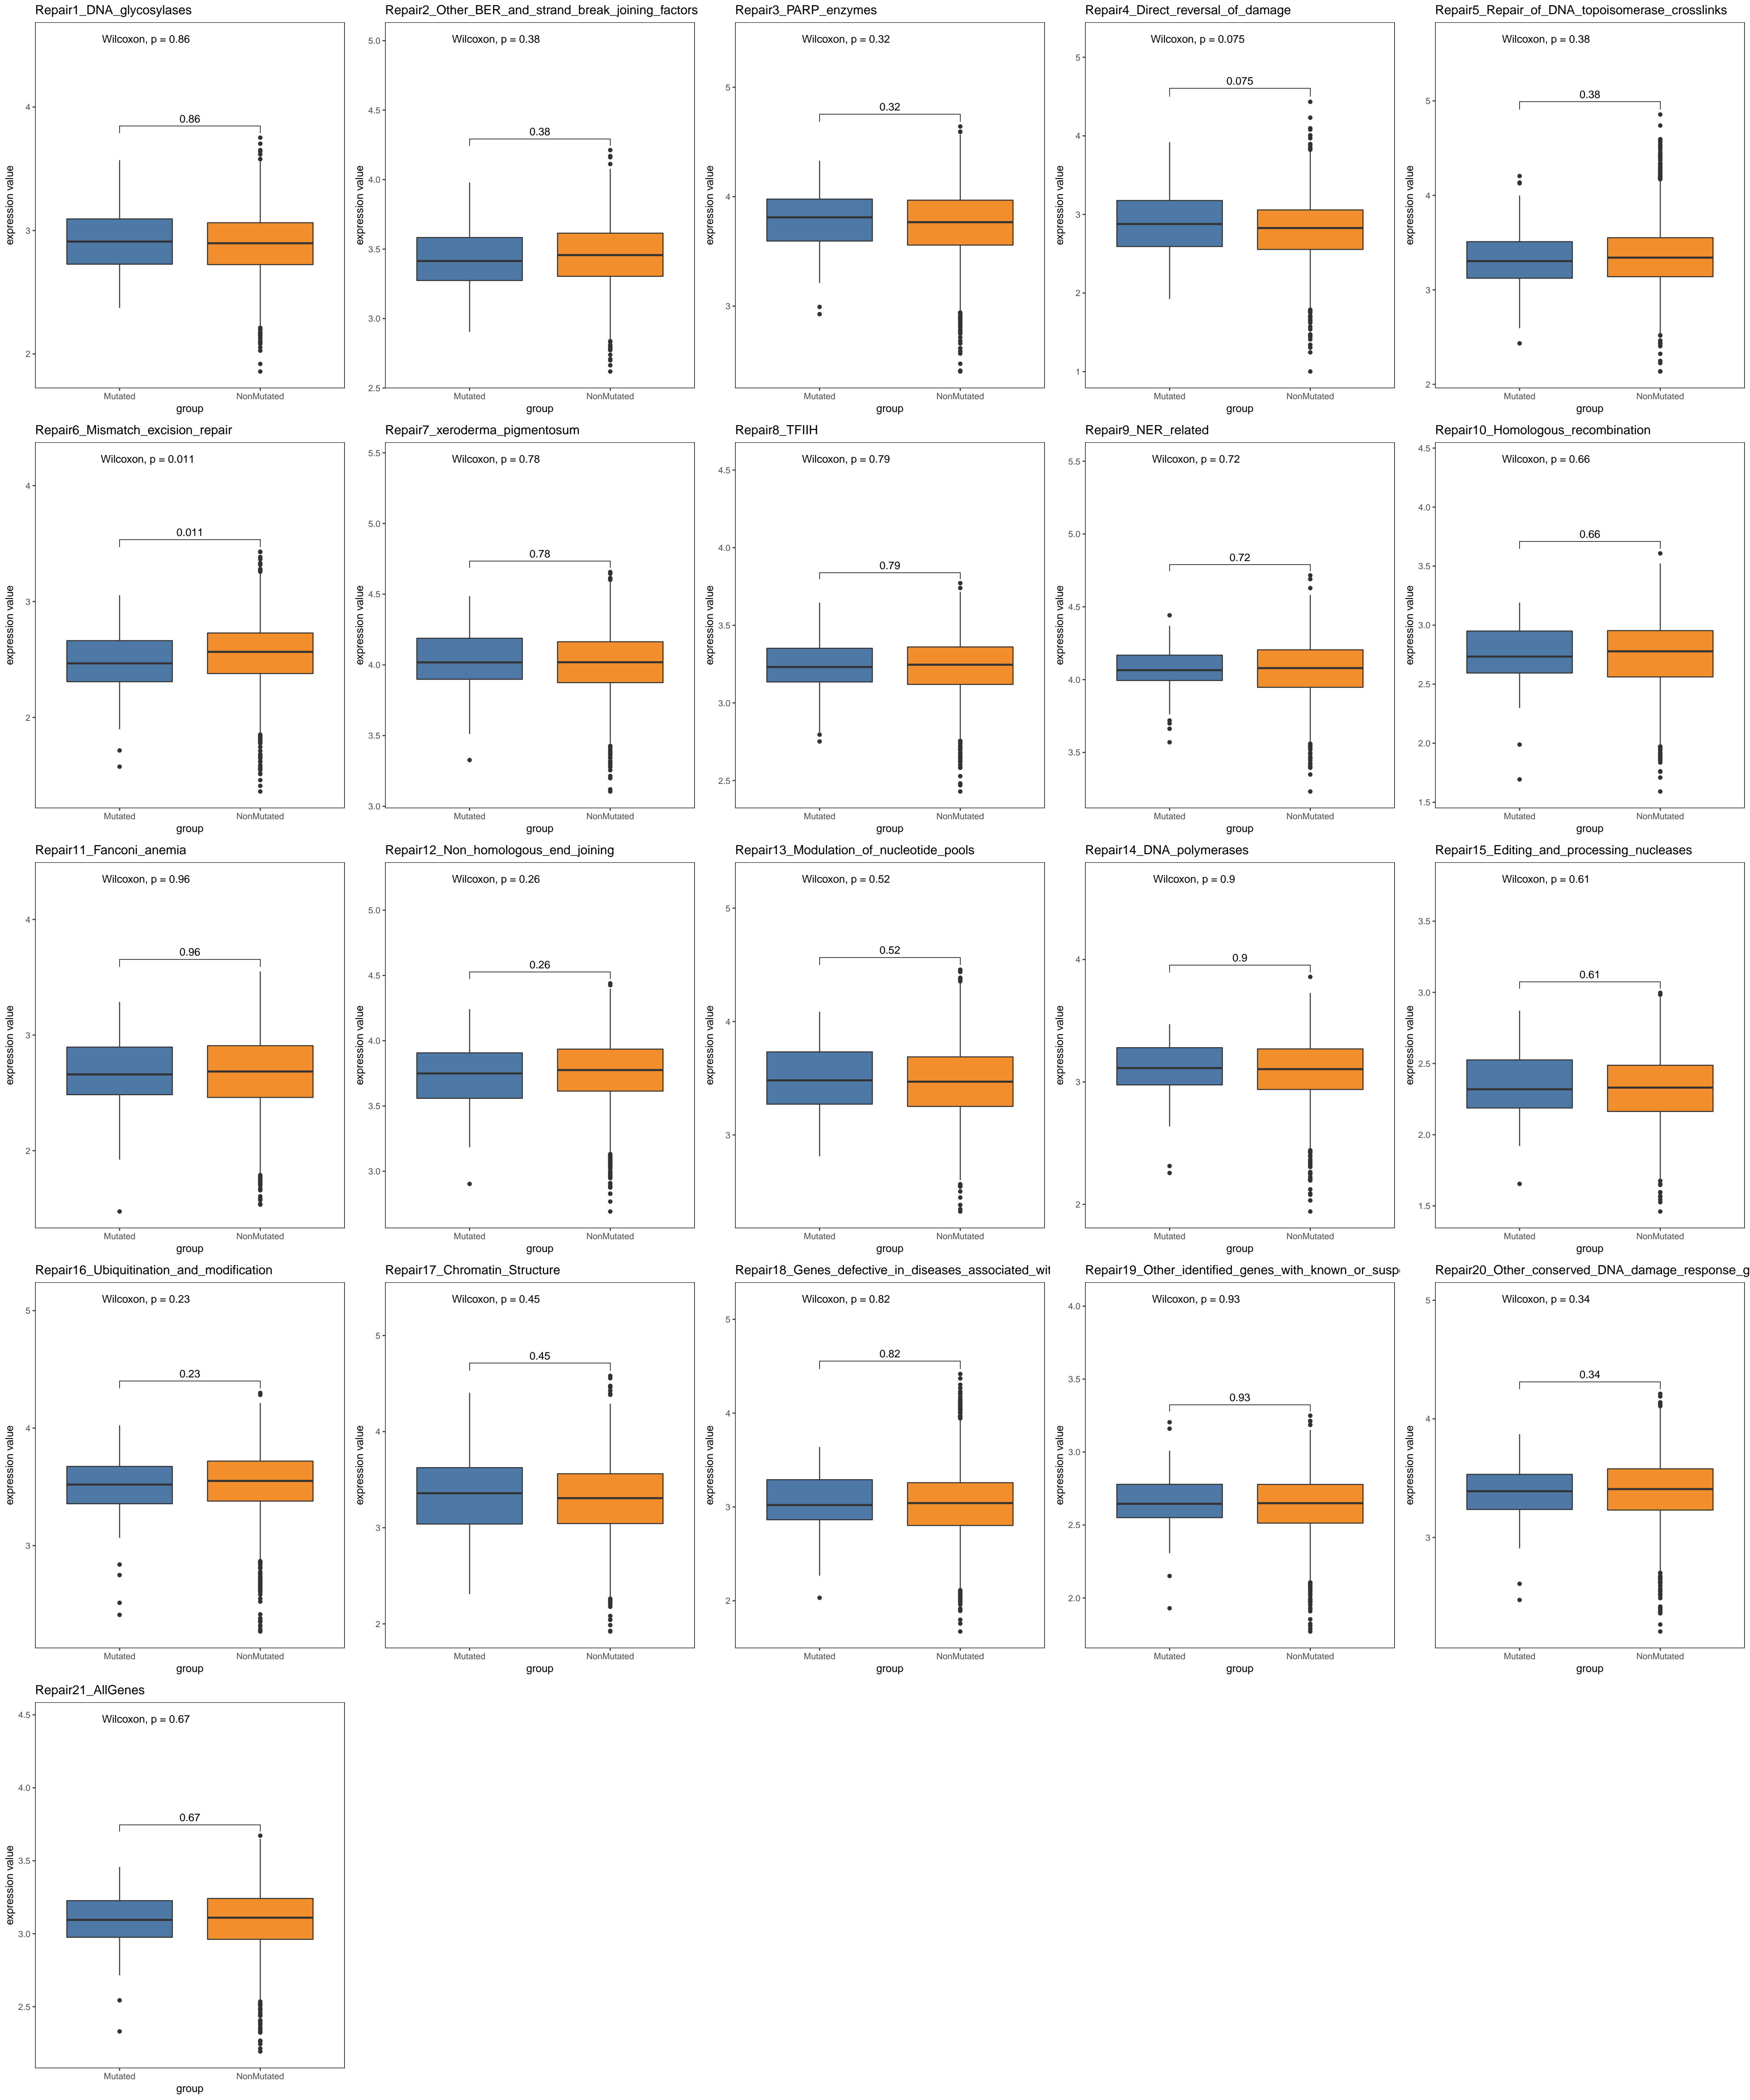 Repair1_DNA_glycosylases
Wilcoxon, p = 0.86
0.86
4
3
2
expression value
Mutated NonMutated
group
Repair2_Other_BER_and_strand_break_joining_factors
Wilcoxon, p = 0.38
0.38
5.0
4.5
4.0
3.5
3.0
2.5
expression value
Mutated NonMutated
group
Repair3_PARP_enzymes
Wilcoxon, p = 0.32
0.32
5
4
3
expression value
Mutated NonMutated
group
Repair4_Direct_reversal_of_damage
Wilcoxon, p = 0.075
0.075
5
4
3
2
1
expression value
Mutated NonMutated
group
Repair5_Repair_of_DNA_topoisomerase_crosslinks
Wilcoxon, p = 0.38
0.38
5
4
3
2
expression value
Mutated NonMutated
group
Repair6_Mismatch_excision_repair
Wilcoxon, p = 0.011
0.011
4
3
2
expression value
Mutated NonMutated
group
Repair7_xeroderma_pigmentosum
Wilcoxon, p = 0.78
0.78
5.5
5.0
4.5
4.0
3.5
3.0
expression value
Mutated NonMutated
group
Repair8_TFIIH
Wilcoxon, p = 0.79
0.79
4.5
4.0
3.5
3.0
2.5
expression value
Mutated NonMutated
group
Repair9_NER_related
Wilcoxon, p = 0.72
0.72
5.5
5.0
4.5
4.0
3.5
expression value
Mutated NonMutated
group
Repair10_Homologous_recombination
Wilcoxon, p = 0.66
0.66
4.5
4.0
3.5
3.0
2.5
2.0
1.5
expression value
Mutated NonMutated
group
Repair11_Fanconi_anemia
Wilcoxon, p = 0.96
0.96
4
3
2
expression value
Mutated NonMutated
group
Repair12_Non_homologous_end_joining
Wilcoxon, p = 0.26
0.26
5.0
4.5
4.0
3.5
3.0
expression value
Mutated NonMutated
group
Repair13_Modulation_of_nucleotide_pools
Wilcoxon, p = 0.52
0.52
5
4
3
expression value
Mutated NonMutated
group
Repair14_DNA_polymerases
Wilcoxon, p = 0.9
0.9
4
3
2
expression value
Mutated NonMutated
group
Repair15_Editing_and_processing_nucleases
Wilcoxon, p = 0.61
0.61
3.5
3.0
2.5
2.0
1.5
expression value
Mutated NonMutated
group
Repair16_Ubiquitination_and_modification
Wilcoxon, p = 0.23
0.23
5
4
3
expression value
Mutated NonMutated
group
Repair17_Chromatin_Structure
Wilcoxon, p = 0.45
0.45
5
4
3
2
expression value
Mutated NonMutated
group
Repair18_Genes_defective_in_diseases_associated_wit
Wilcoxon, p = 0.82
0.82
5
4
3
2
expression value
Mutated NonMutated
group
Repair19_Other_identified_genes_with_known_or_susp
Wilcoxon, p = 0.93
0.93
4.0
3.5
3.0
2.5
2.0
expression value
Mutated NonMutated
group
Repair20_Other_conserved_DNA_damage_response_g
Wilcoxon, p = 0.34
0.34
5
4
3
expression value
Mutated NonMutated
group
Repair21_AllGenes
Wilcoxon, p = 0.67
0.67
4.5
4.0
3.5
3.0
2.5
expression value
Mutated NonMutated
group